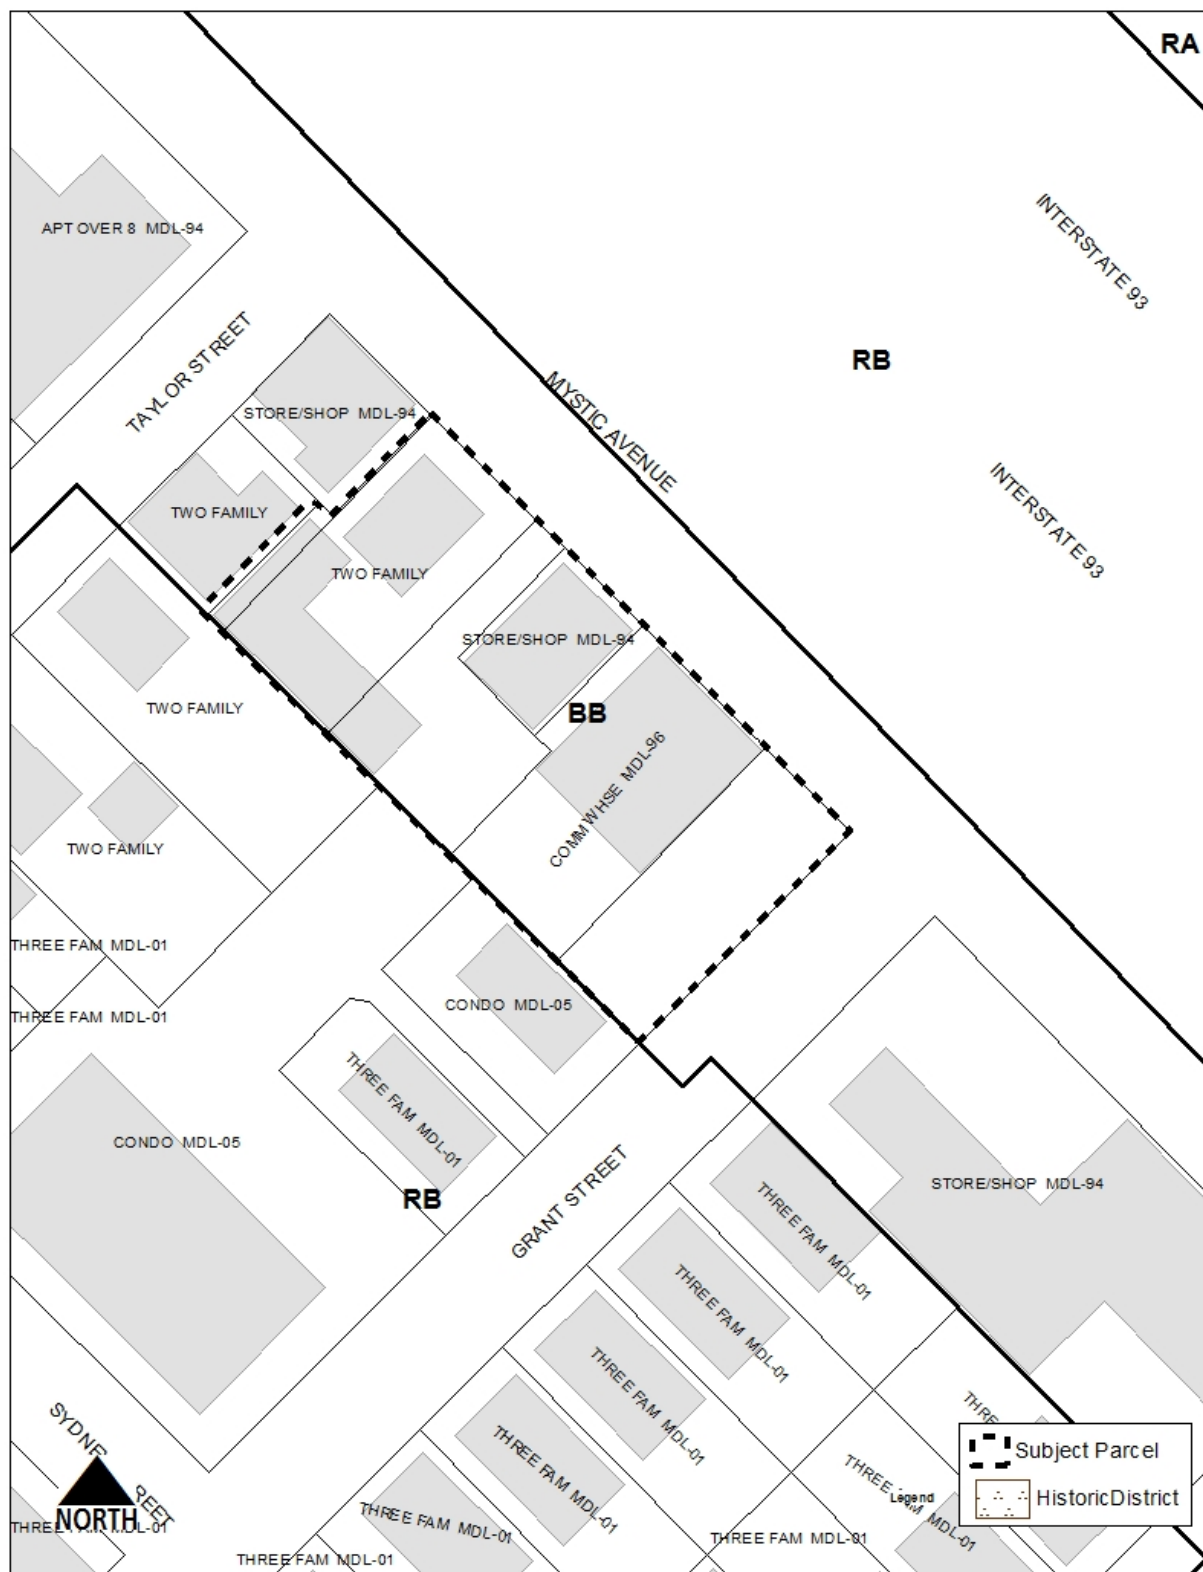 RA
INTERSTATE 93
APT OVER 8 MDL-94
TAYLOR STREET
RB
MYSTIC AVENUE
STORE/SHOP MDL-94
INTERSTATE 93
TWO FAMILY
TWO FAMILY
STORE/SHOP MDL-94
TWO FAMILY
BB
COMM WHSE MDL-96
TWO FAMILY
THREE FAM MDL-01
CONDO MDL-05
THREE FAM MDL-01
THREE FAM MDL-01
CONDO MDL-05
RB
GRANT STREET
STORE/SHOP MDL-94
THREE FAM MDL-01
THREE FAM MDL-01
THREE FAM MDL-01
THREE FAM MDL-01
Subject Parcel
Legend
HistoricDistrict
THREE FAM MDL-01
NORTH
THREE FAM MDL-01
THREE FAM MDL-01
THREE FAM MDL-01